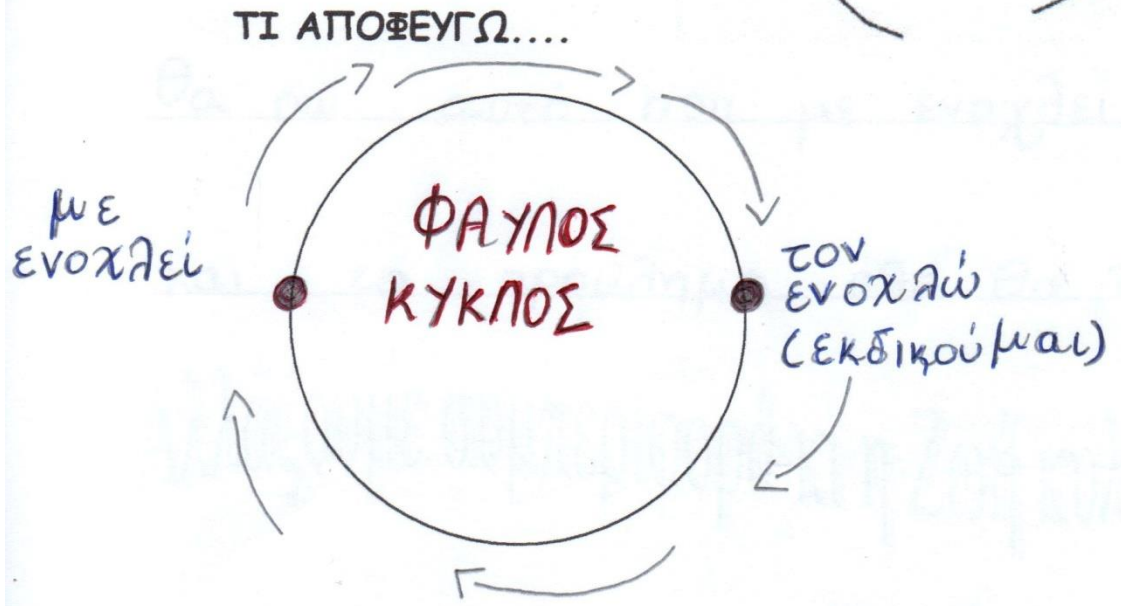 ΤΙ ΑΠΟΦΕΥΓΩ....
με
ενοχλεί
ΦΑΥΛΟΣ
ΚΥΚΛΟΣ
τον
ενοχλώ
(εκδικούμαι)